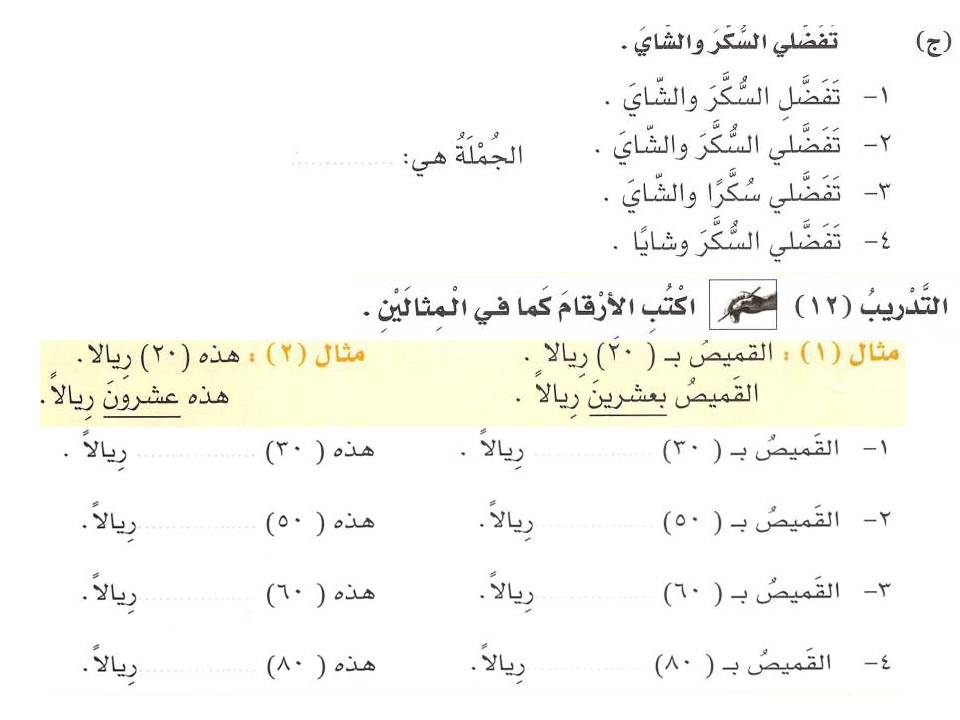 (ج) تَفَضَّلي السُّكَّرَ والشّايَ .
١- تَفَضَّلِ السُّكَّرَ والشّايَ .
٢- تَفَضَّلي السُّكَّرَ والشّايَ .
الجُمْلَةُ هي: ..............
٣- تَفَضَّلي سُكَّرًا والشّايَ .
٤- تَفَضَّلي السُّكَّرَ وشايًا .
التَّدْريبُ (١٢) اكْتُبِ الأرْقامَ كَما في الْمِثالَيْنِ .
مثال (١) : القميصُ بـ ( ٢٠) رِيالا . مثال (٢) : هذه (٢٠) رِيالا .
القَميصُ بعشرينَ رِيالاً . هذه عشرونَ رِيالاً.
١- القَميصُ بـ ( ٣٠) .............. رِيالاً . هذه ( ٣٠) .............. رِيالاً .
٢- القَميصُ بـ ( ٥٠) .............. رِيالاً. هذه ( ٥٠) .............. رِيالاً.
٣- القَميصُ بـ ( ٦٠) .............. رِيالاً. هذه ( ٦٠) .............. رِيالاً.
٤- القَميصُ بـ ( ٨٠) .............. رِيالاً. هذه ( ٨٠) .............. رِيالاً.